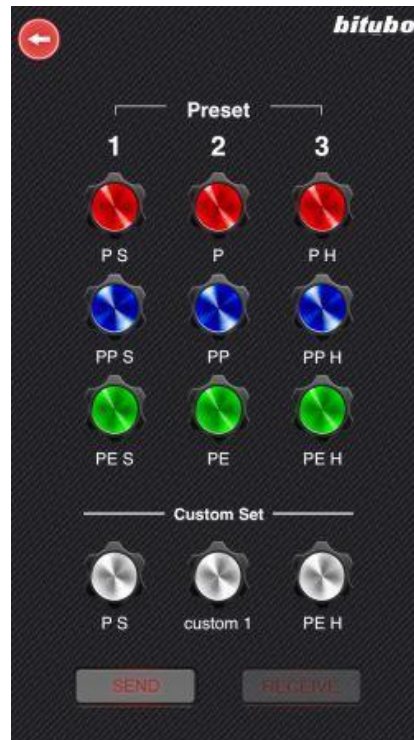 bitubo
Preset
1 2 3
P S P P H
PP S PP PP H
PE S PE PE H
Custom Set
P S custom 1 PE H
SEND RECEIVE